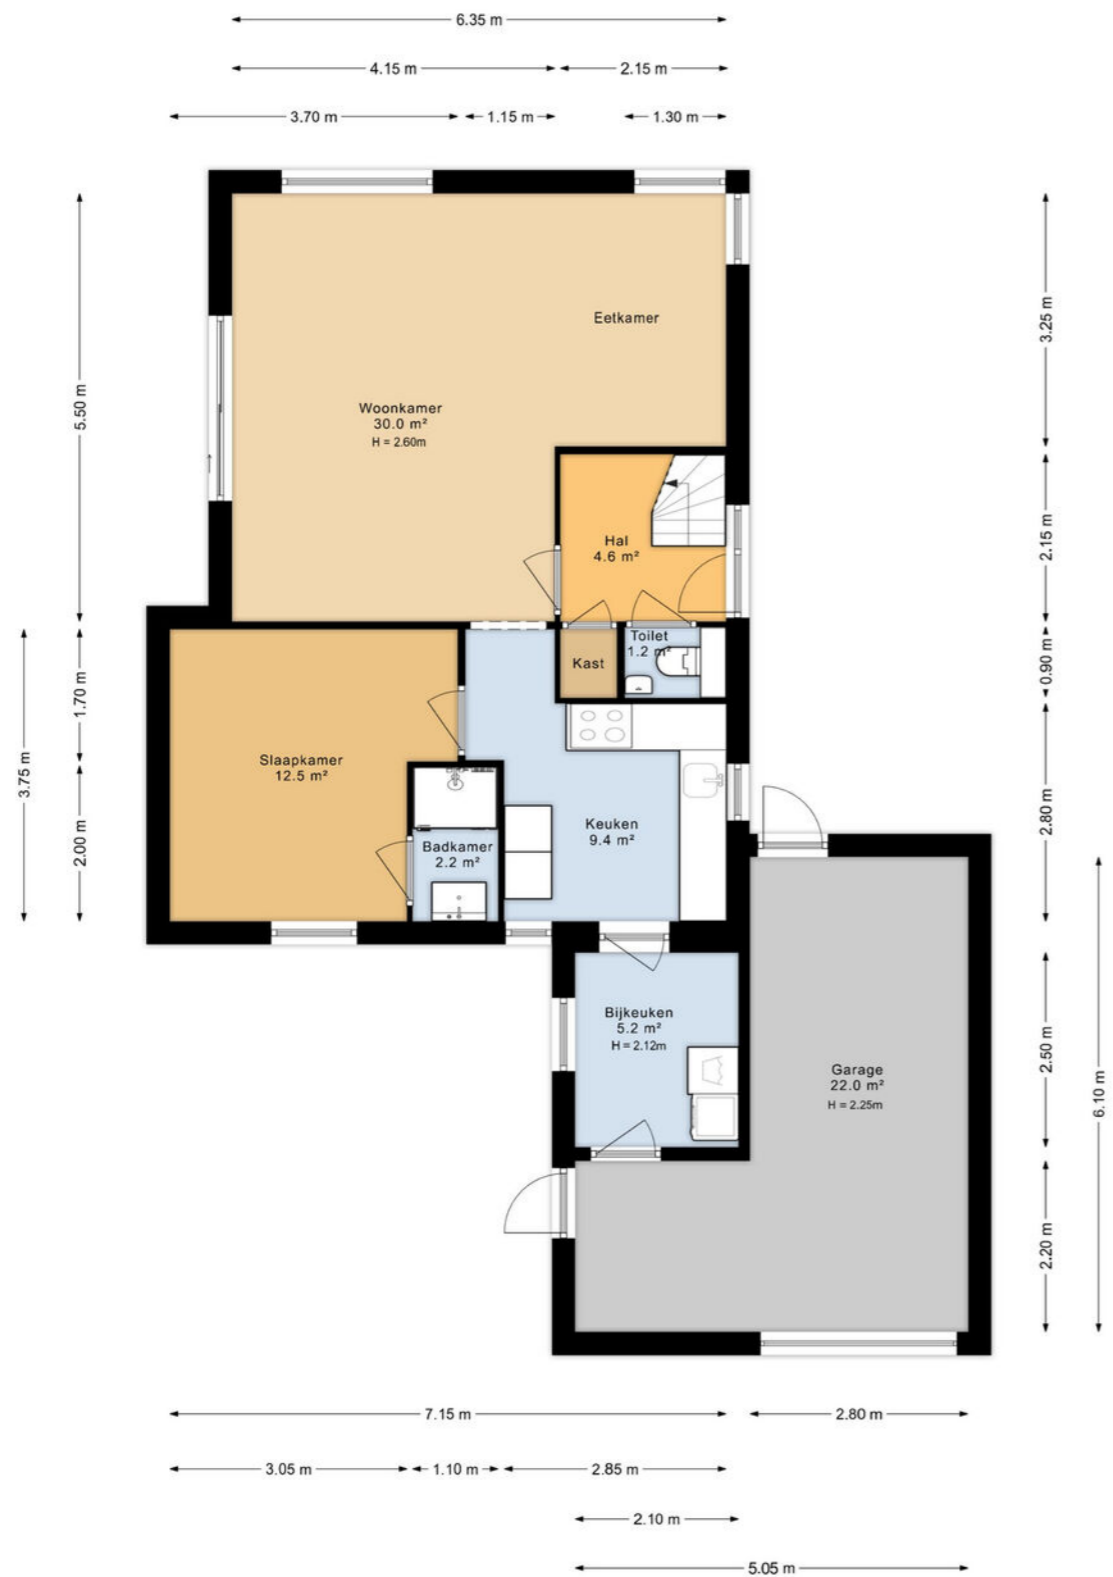 6.35 m
4.15 m
2.15 m
3.70 m
1.15 m
1.30 m
5.50 m
3.25 m
Eetkamer
Woonkamer
30.0 m²
H = 2.60m
2.15 m
Hal
4.6 m²
Toilet
1.2 m²
Kast
0.90 m
1.70 m
3.75 m
Slaapkamer
12.5 m²
2.00 m
Badkamer
2.2 m²
Keuken
9.4 m²
2.80 m
Bijkeuken
5.2 m²
H = 2.12m
2.50 m
Garage
22.0 m²
H = 2.25m
6.10 m
2.20 m
7.15 m
2.80 m
3.05 m
1.10 m
2.85 m
2.10 m
5.05 m